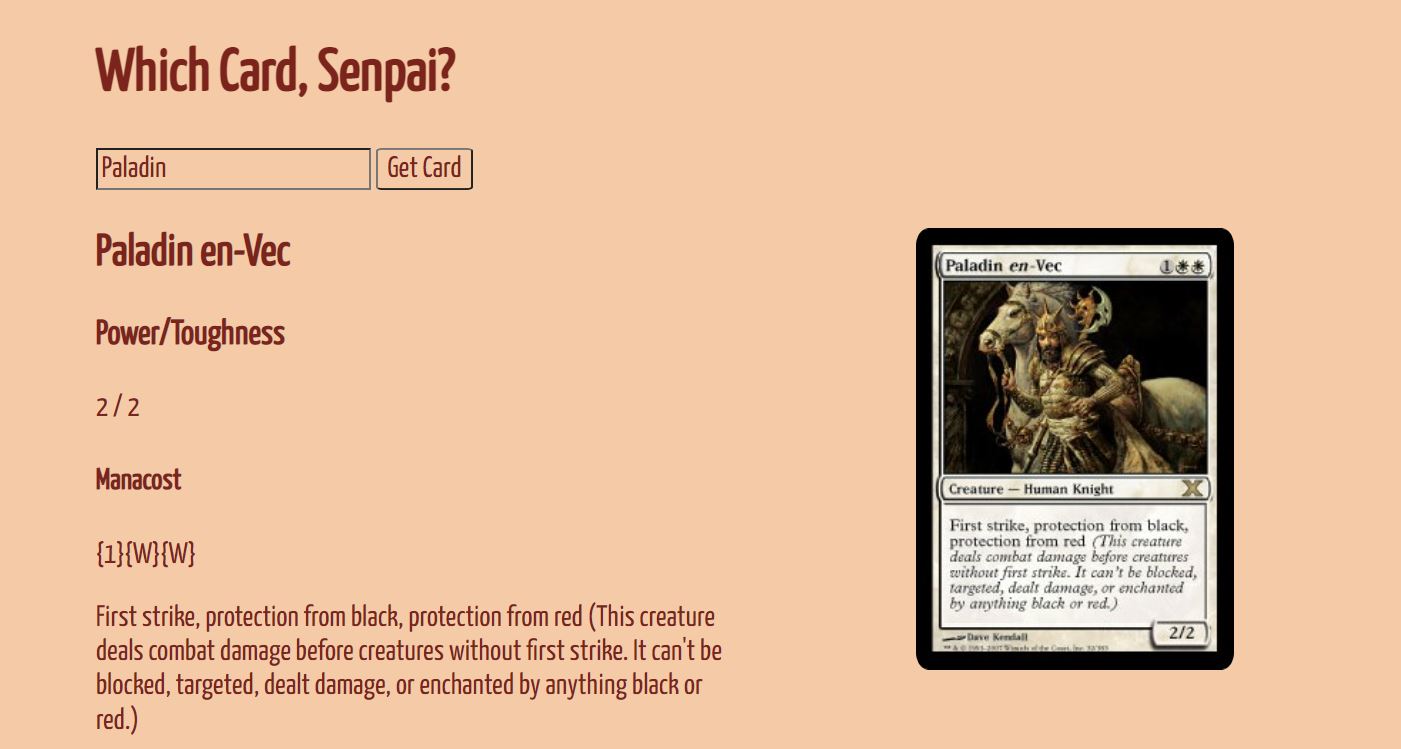 Which Card, Senpai?
Paladin
Get Card
Paladin en-Vec
Power/Toughness
2 / 2
Manacost
{1}{W}{W}
First strike, protection from black, protection from red (This creature
deals combat damage before creatures without first strike. It can't be
blocked, targeted, dealt damage, or enchanted by anything black or
red.)
Paladin en-Vec 1
Creature — Human Knight
First strike, protection from black,
protection from red (This creature
deals combat damage before creatures
without first strike. It can't be blocked,
targeted, dealt damage, or enchanted
by anything black or red.)
2/2
Dave Kendall